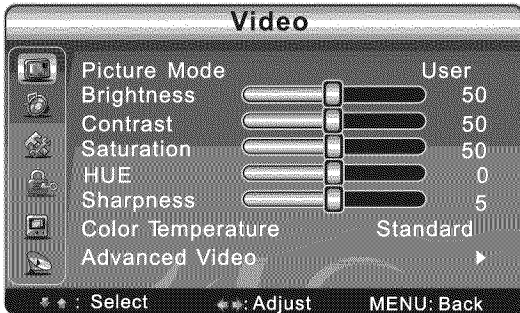 Video
Picture Mode User
Brightness 50
Contrast 50
Saturation 50
HUE 0
Sharpness 5
Color Temperature Standard
Advanced Video
: Select : Adjust MENU: Back